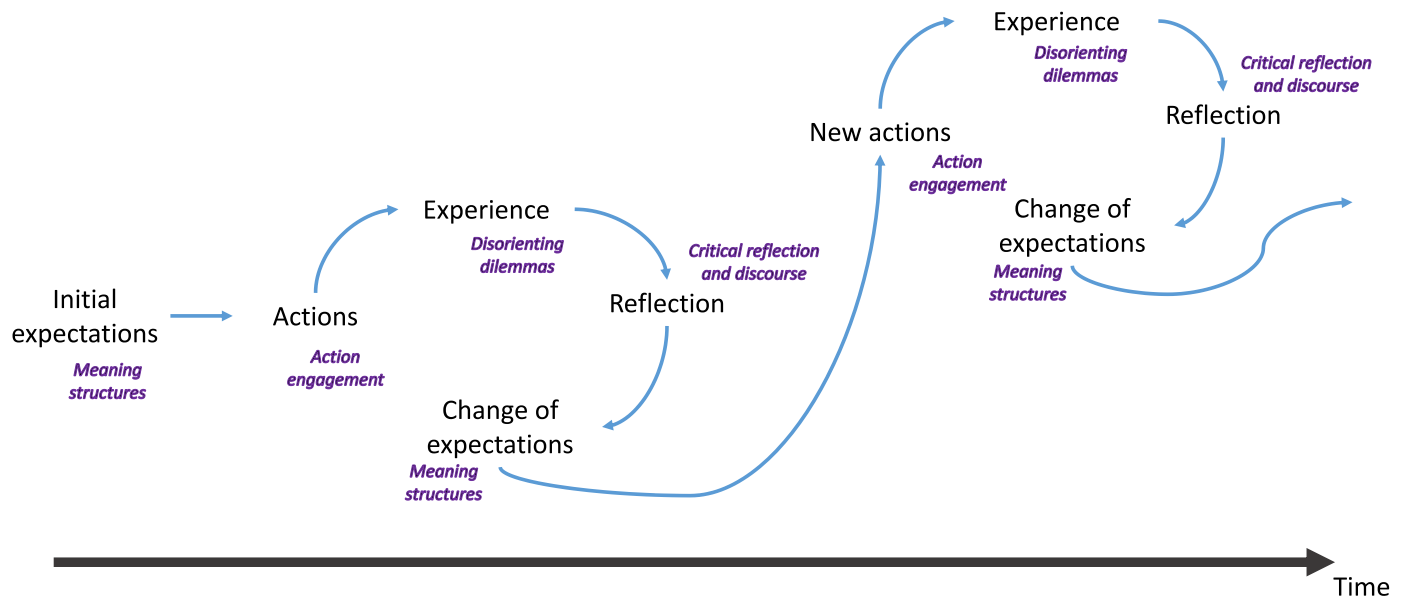 Initial
expectations
Meaning
structures
Actions
Action
engagement
Experience
Disorienting
dilemmas
Critical reflection
and discourse
Reflection
Change of
expectations
Meaning
structures
New actions
Action
engagement
Experience
Disorienting
dilemmas
Critical reflection
and discourse
Reflection
Change of
expectations
Meaning
structures
Time